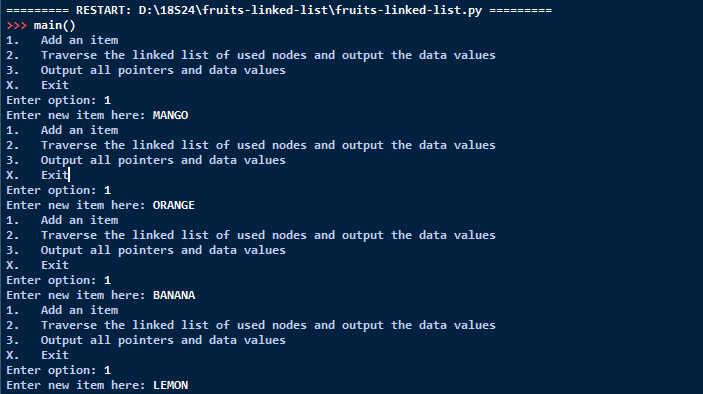 ========= RESTART: D:\18S24\fruits-linked-list\fruits-linked-list.py =========
>>> main()
1.   Add an item
2.   Traverse the linked list of used nodes and output the data values
3.   Output all pointers and data values
X.   Exit
Enter option: 1
Enter new item here: MANGO
1.   Add an item
2.   Traverse the linked list of used nodes and output the data values
3.   Output all pointers and data values
X.   Exit
Enter option: 1
Enter new item here: ORANGE
1.   Add an item
2.   Traverse the linked list of used nodes and output the data values
3.   Output all pointers and data values
X.   Exit
Enter option: 1
Enter new item here: BANANA
1.   Add an item
2.   Traverse the linked list of used nodes and output the data values
3.   Output all pointers and data values
X.   Exit
Enter option: 1
Enter new item here: LEMON